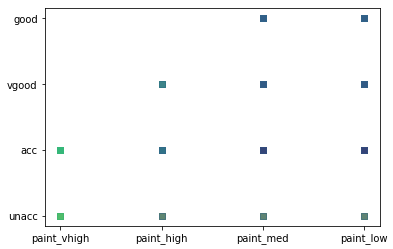 good
vgood
acc
unacc
paint_vhigh
paint_high
paint_med
paint_low